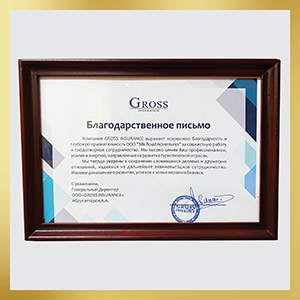 GROSS
INSURANCE
Благодарственное письмо
Компания GROSS INSURANCE выражает искреннюю благодарность и
глубокую признательность ООО "Silk Road Adventures" за совместную работу
и плодотворное сотрудничество. Мы высоко ценим Ваш профессионализм,
усилия и энергию, направленные на развитие туристической отрасли.
Мы твердо уверены в сохранении сложившихся деловых и дружеских
отношений, надеемся на дальнейшее взаимовыгодное сотрудничество.
Желаем динамичного развития, успехов и новых вершин в бизнесе.
С уважением,
Генеральный Директор
ООО «GROSS INSURANCE»
Абдусаттаров А.А.
GROSS
INSURANCE